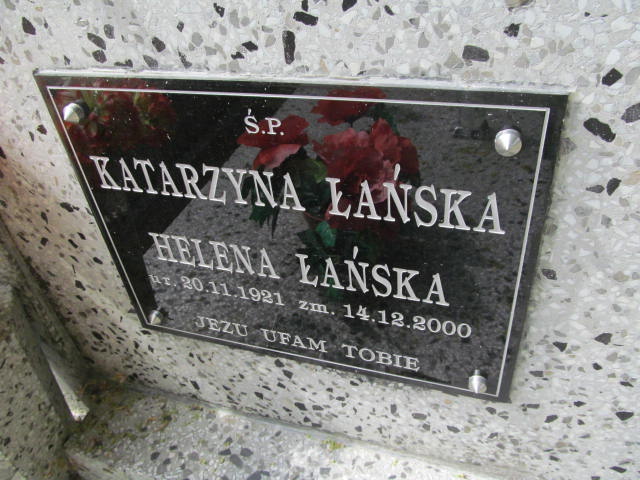 Ś.P.
KATARZYNA ŁAŃSKA
HELENA ŁAŃSKA
ur. 20.11.1921 zm. 14.12.2000
JEZU UFAM TOBIE